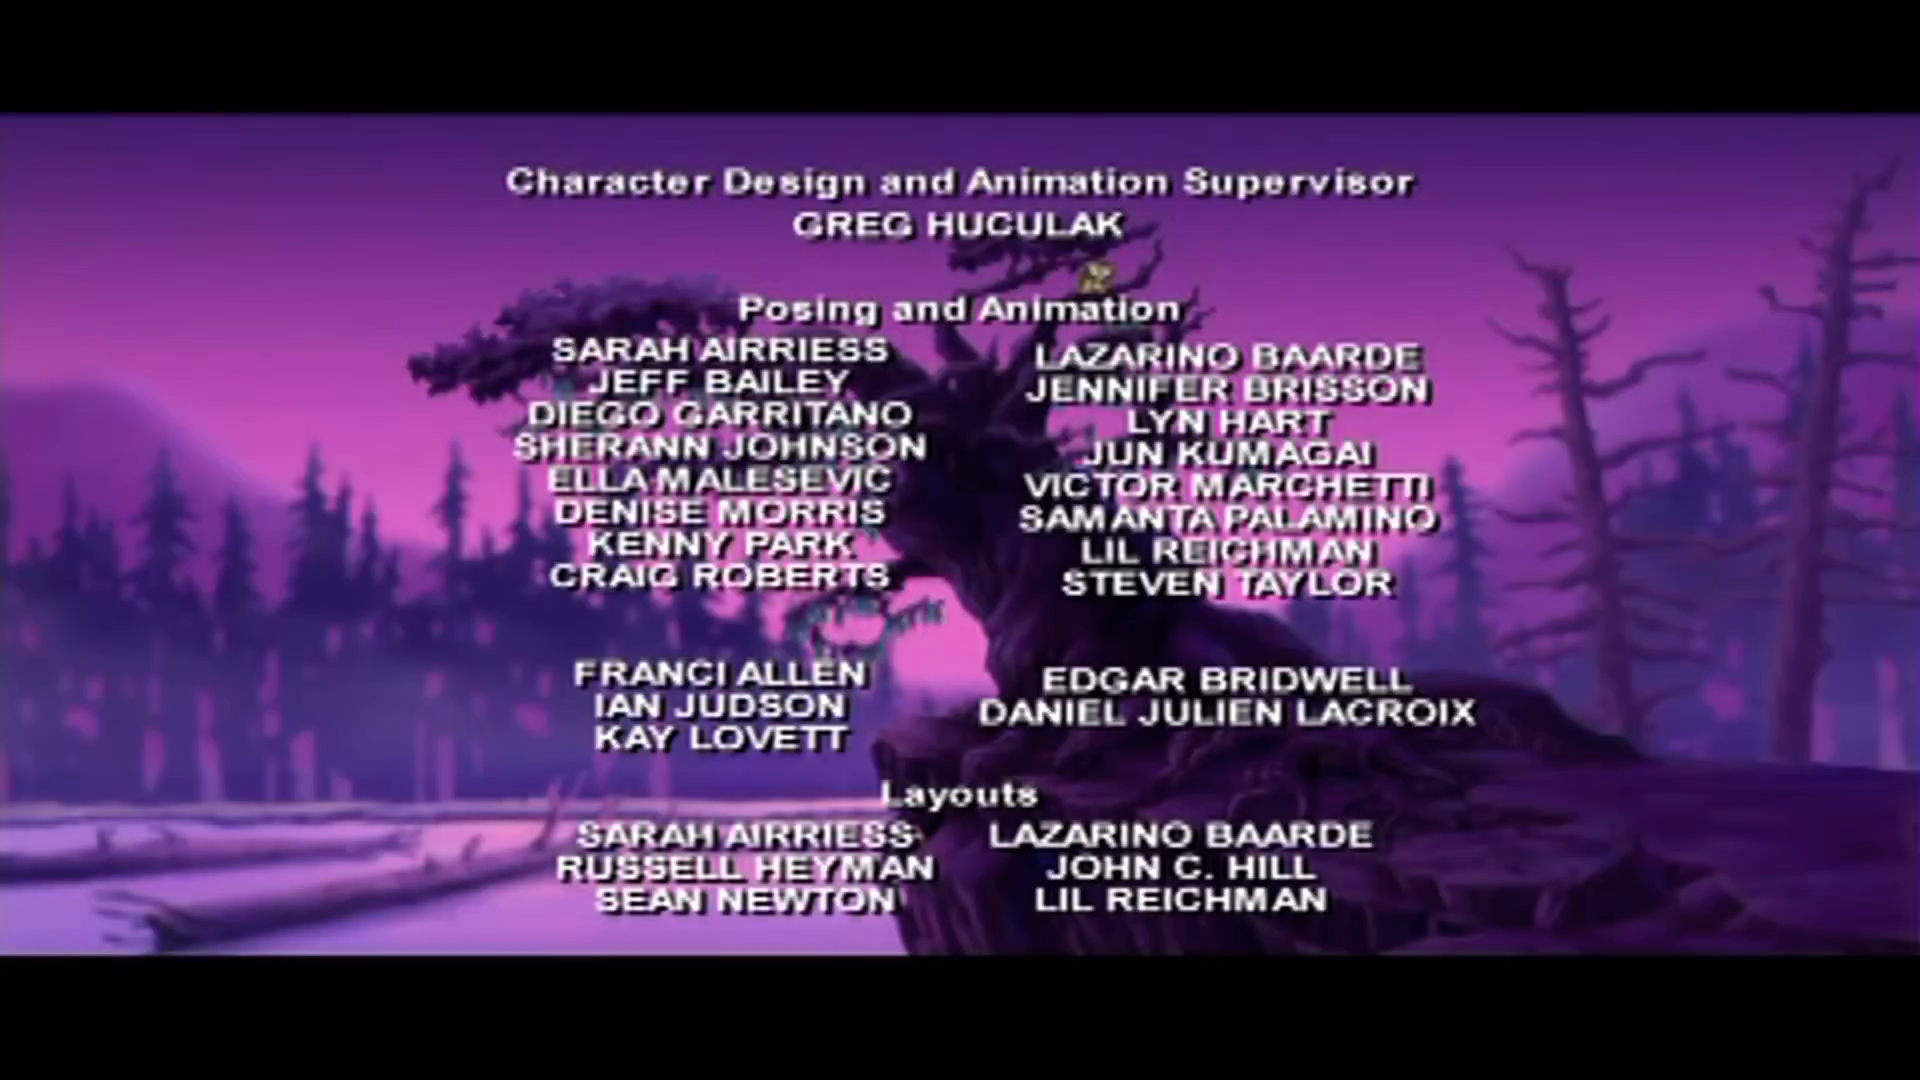 Character Design and Animation Supervisor
GREG HUCULAK
Posing and Animation
SARAH AIRRIESS LAZARINO BAARDE
JEFF BAILEY JENNIFER BRISSON
DIEGO GARRITANO LYN HART
SHERANN JOHNSON JUN KUMAGAI
ELLA MALESEVIC VICTOR MARCHETTI
DENISE MORRIS SAMANTA PALAMINO
KENNY PARK LIL REICHMAN
CRAIG ROBERTS STEVEN TAYLOR
FRANCI ALLEN EDGAR BRIDWELL
IAN JUDSON DANIEL JULIEN LACROIX
KAY LOVETT
Layouts
SARAH AIRRIESS LAZARINO BAARDE
RUSSELL HEYMAN JOHN C. HILL
SEAN NEWTON LIL REICHMAN